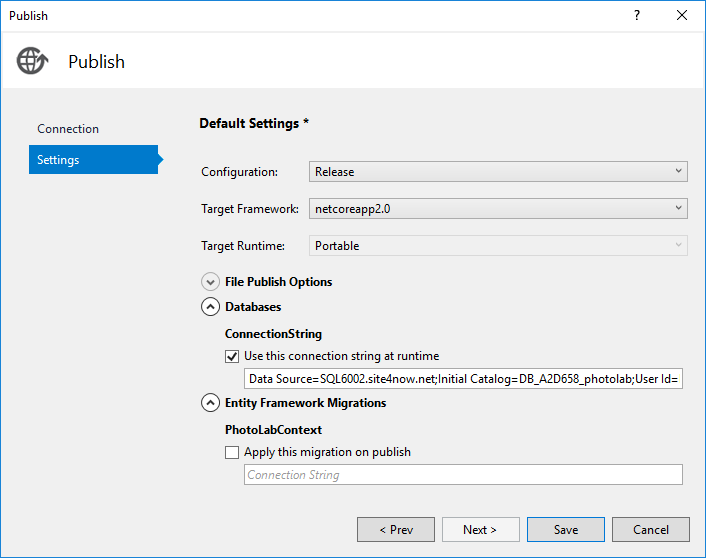 Publish
?
Publish
Connection
Settings
Default Settings *
Configuration: Release
Target Framework: netcoreapp2.0
Target Runtime: Portable
File Publish Options
Databases
ConnectionString
Use this connection string at runtime
Data Source=SQL6002.site4now.net;Initial Catalog=DB_A2D658_photolab;User Id=
Entity Framework Migrations
PhotoLabContext
Apply this migration on publish
Connection String
< Prev Next > Save Cancel